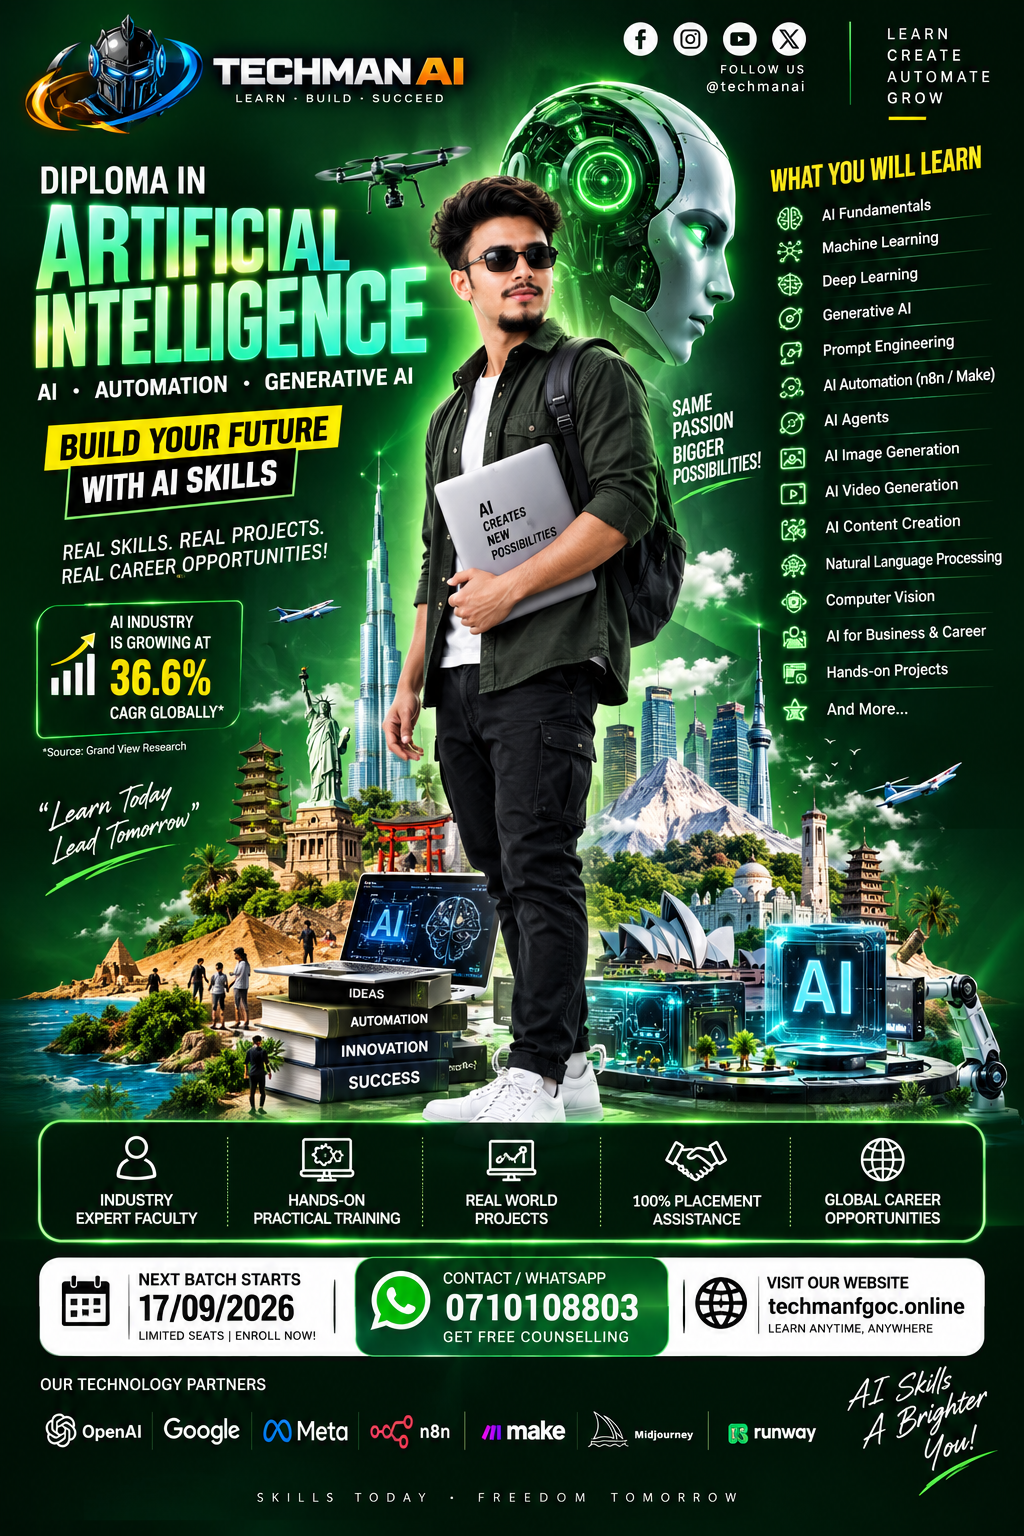 TECHMAN AI
LEARN · BUILD · SUCCEED
FOLLOW US
@techmanai
LEARN
CREATE
AUTOMATE
GROW
DIPLOMA IN
ARTIFICIAL
INTELLIGENCE
AI • AUTOMATION • GENERATIVE AI
BUILD YOUR FUTURE
WITH AI SKILLS
REAL SKILLS. REAL PROJECTS.
REAL CAREER OPPORTUNITIES!
AI INDUSTRY
IS GROWING AT
36.6%
CAGR GLOBALLY*
*Source: Grand View Research
"Learn Today
Lead Tomorrow"
AI
CREATES
NEW
POSSIBILITIES
SAME
PASSION
BIGGER
POSSIBILITIES!
WHAT YOU WILL LEARN
AI Fundamentals
Machine Learning
Deep Learning
Generative AI
Prompt Engineering
AI Automation (n8n / Make)
AI Agents
AI Image Generation
AI Video Generation
AI Content Creation
Natural Language Processing
Computer Vision
AI for Business & Career
Hands-on Projects
And More...
AI
IDEAS
AUTOMATION
INNOVATION
SUCCESS
AI
INDUSTRY
EXPERT FACULTY
HANDS-ON
PRACTICAL TRAINING
REAL WORLD
PROJECTS
100% PLACEMENT
ASSISTANCE
GLOBAL CAREER
OPPORTUNITIES
NEXT BATCH STARTS
17/09/2026
LIMITED SEATS | ENROLL NOW!
CONTACT / WHATSAPP
0710108803
GET FREE COUNSELLING
VISIT OUR WEBSITE
techmanfgoc.online
LEARN ANYTIME, ANYWHERE
OUR TECHNOLOGY PARTNERS
OpenAI
Google
Meta
n8n
make
Midjourney
runway
AI Skills
A Brighter
You!
SKILLS TODAY · FREEDOM TOMORROW